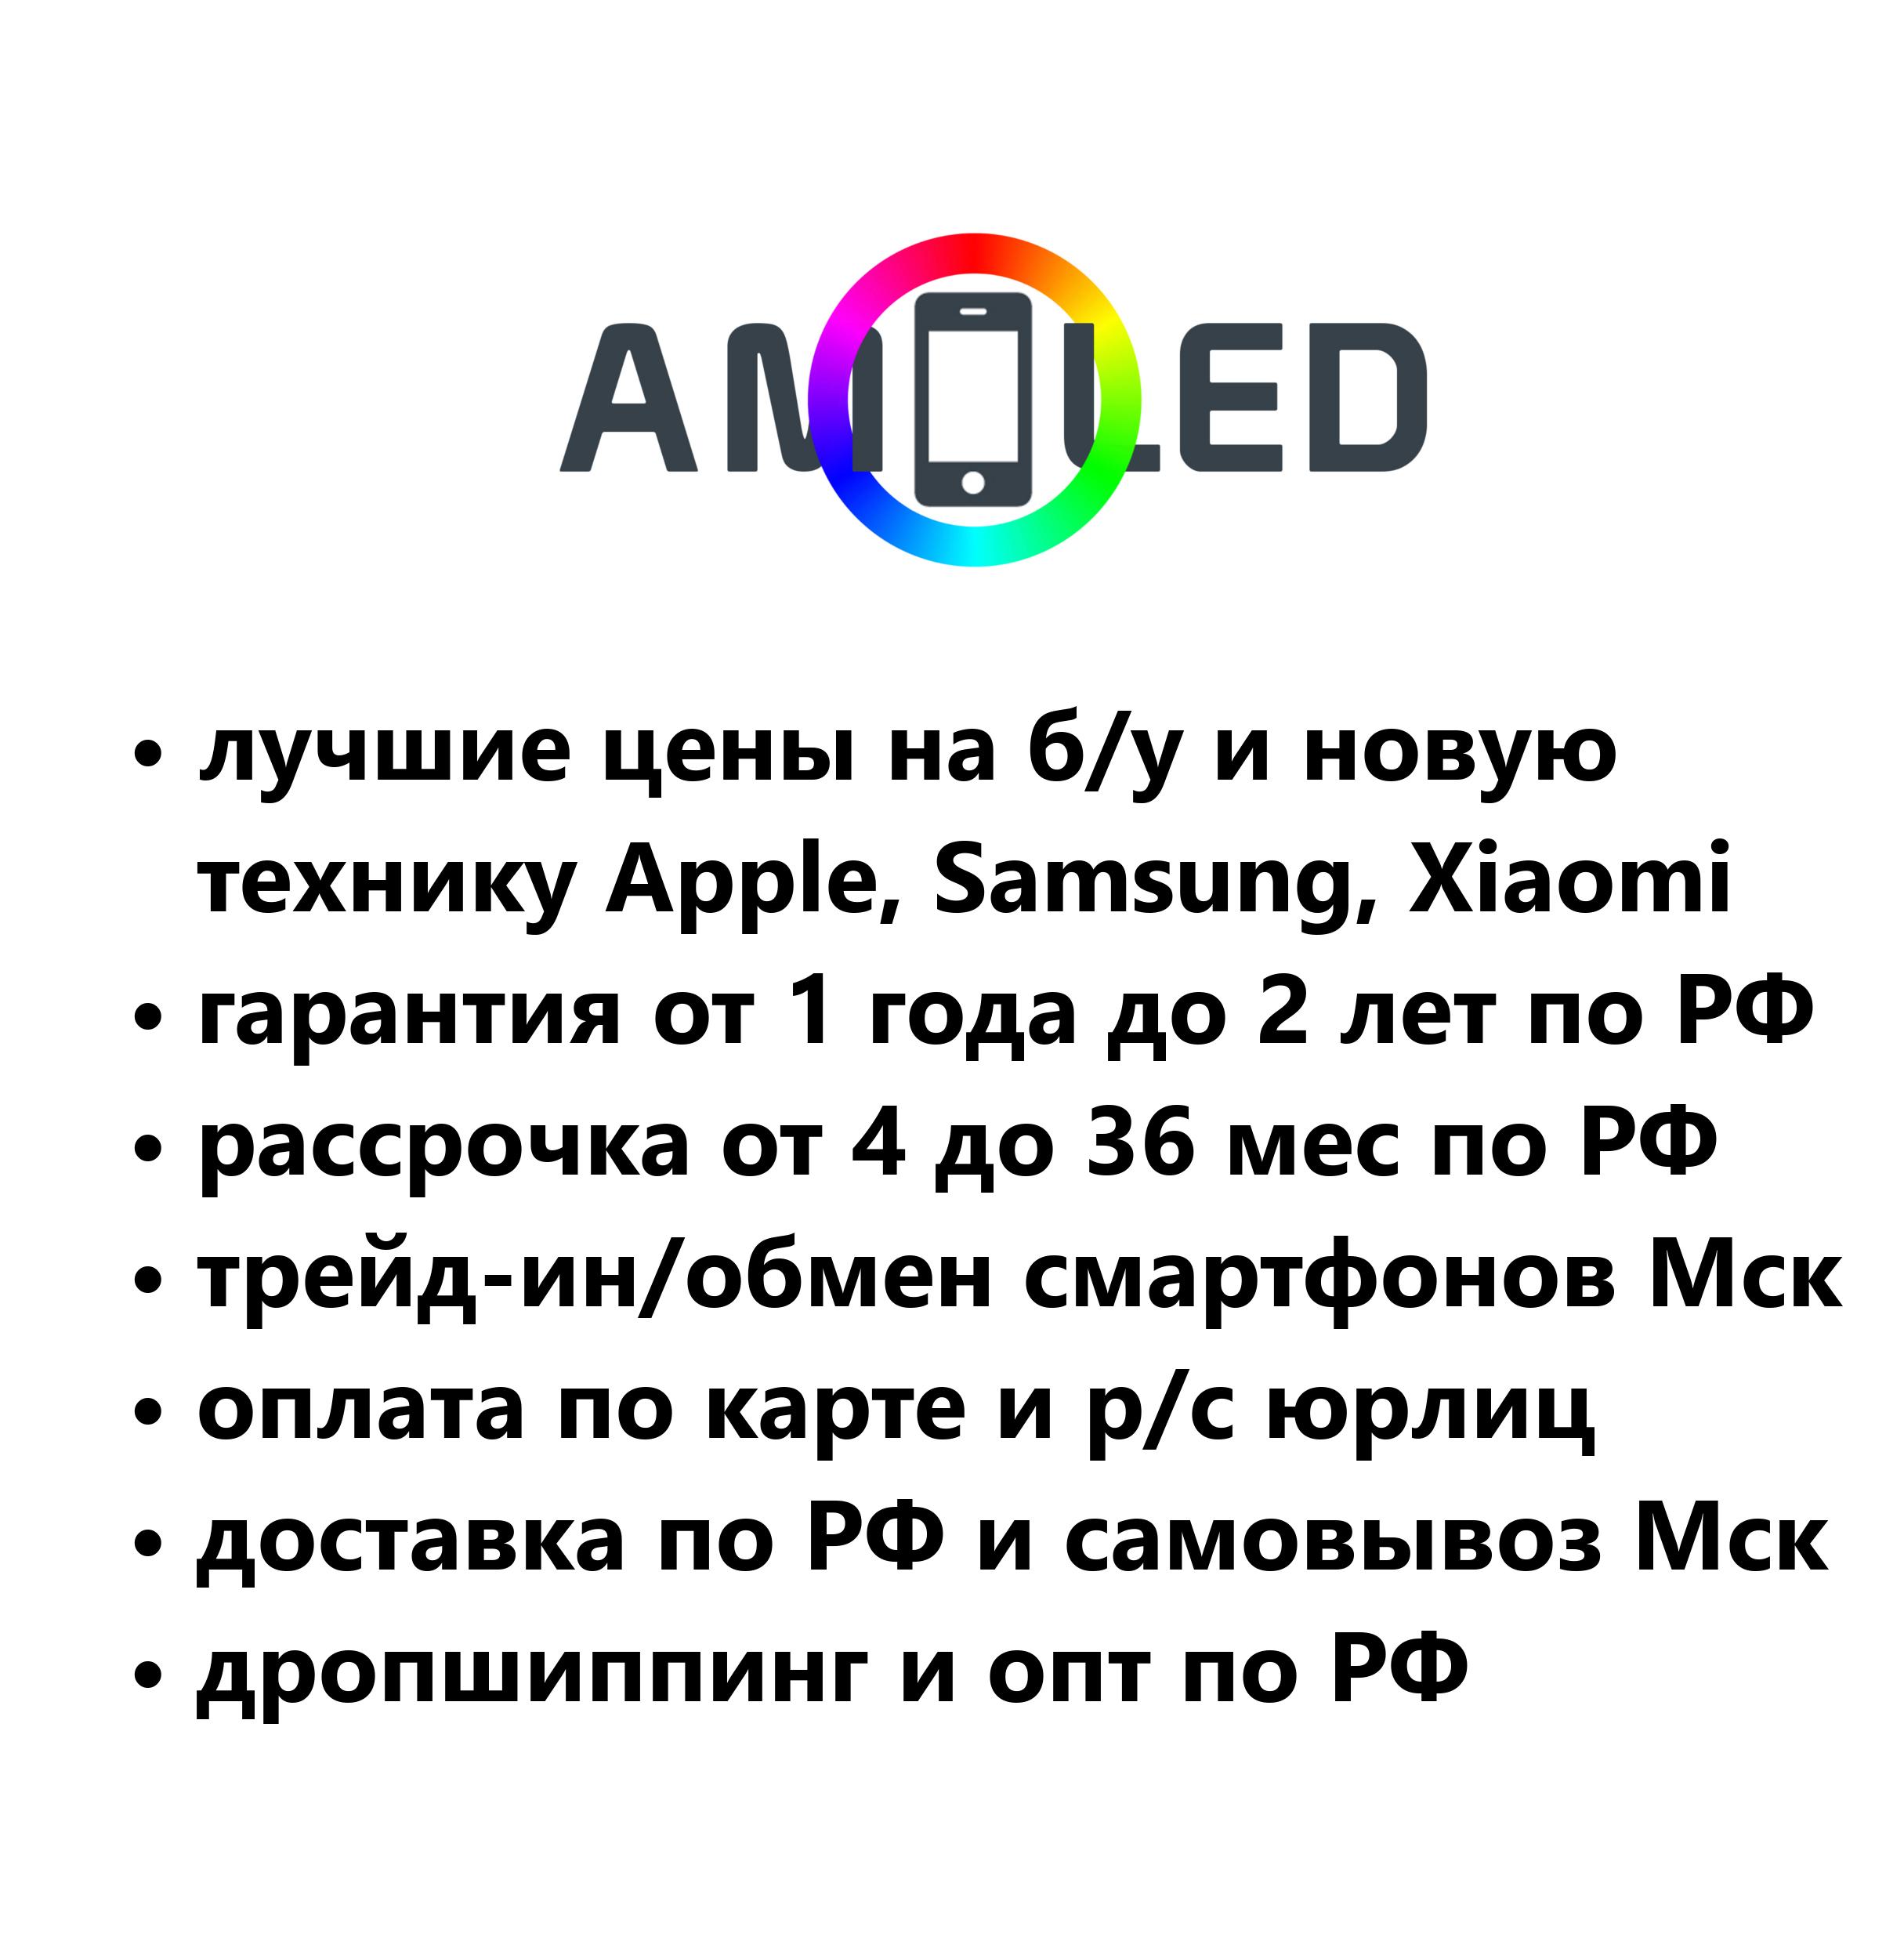 AMOLED
• лучшие цены на б/у и новую
технику Apple, Samsung, Xiaomi
• гарантия от 1 года до 2 лет по РФ
• рассрочка от 4 до 36 мес по РФ
• трейд-ин/обмен смартфонов Мск
• оплата по карте и р/с юрлиц
• доставка по РФ и самовывоз Мск
• дропшиппинг и опт по РФ